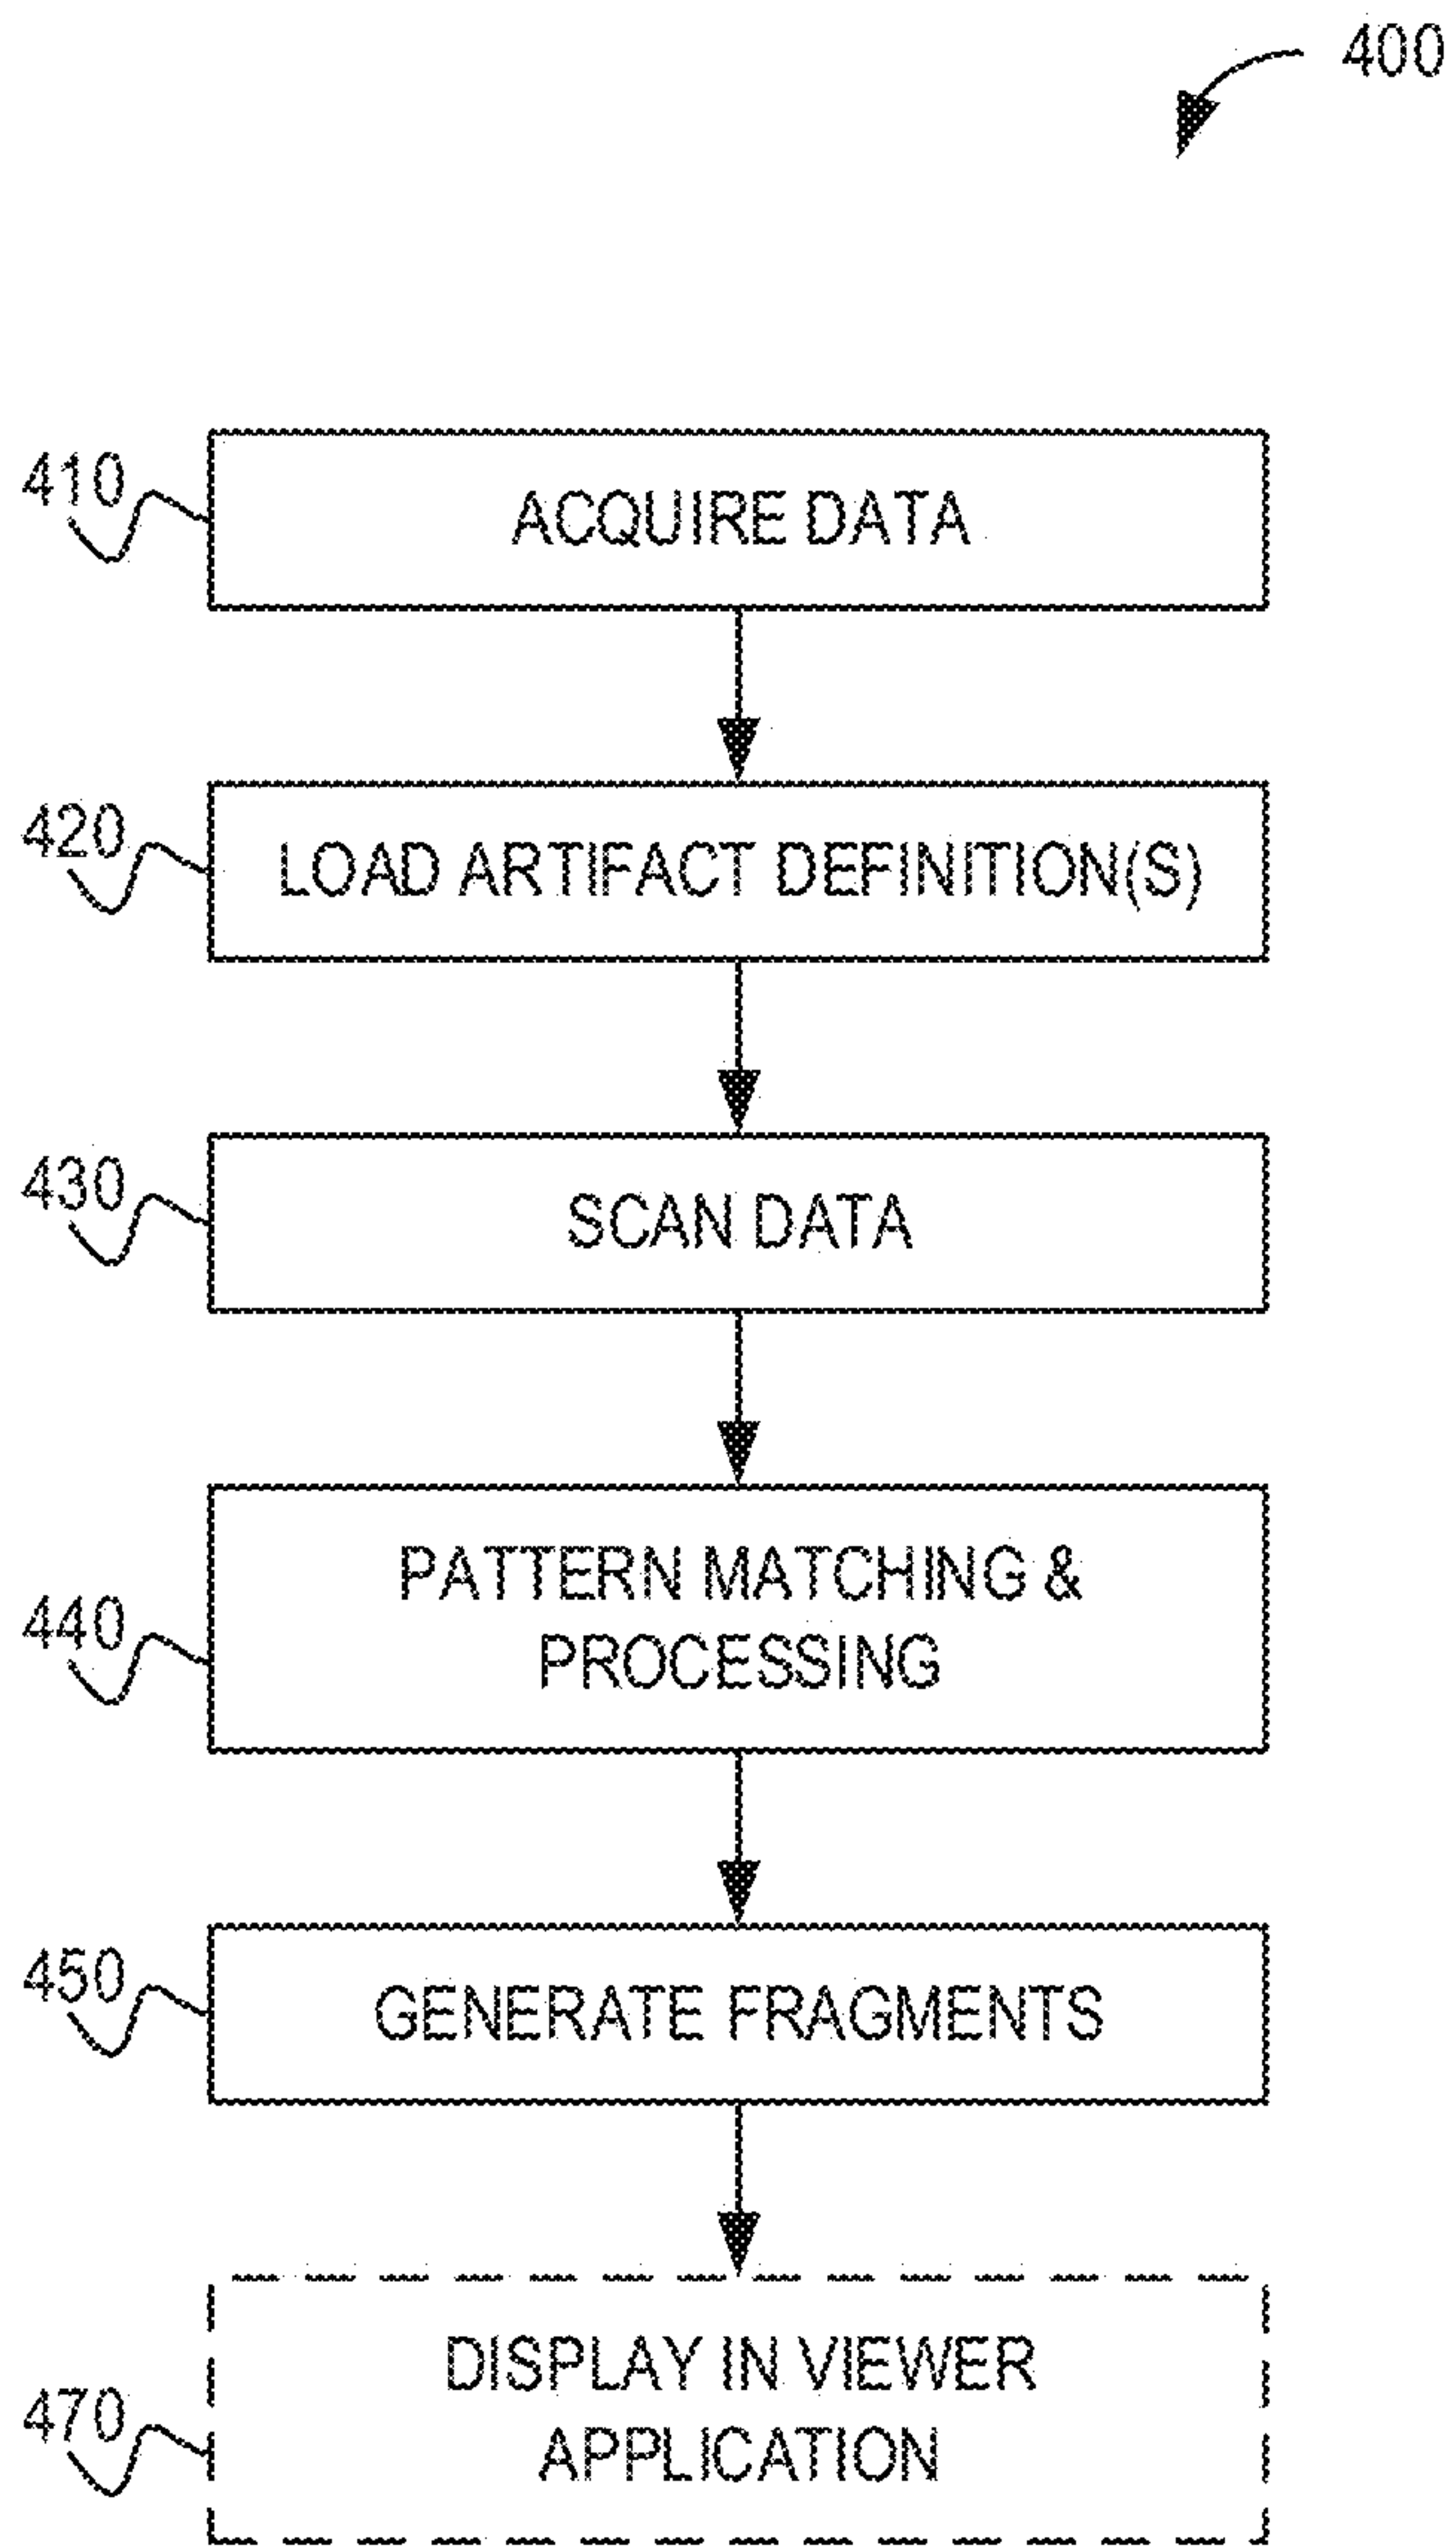 400
410
ACQUIRE DATA
420
LOAD ARTIFACT DEFINITION(S)
430
SCAN DATA
440
PATTERN MATCHING &
PROCESSING
450
GENERATE FRAGMENTS
470
DISPLAY IN VIEWER
APPLICATION